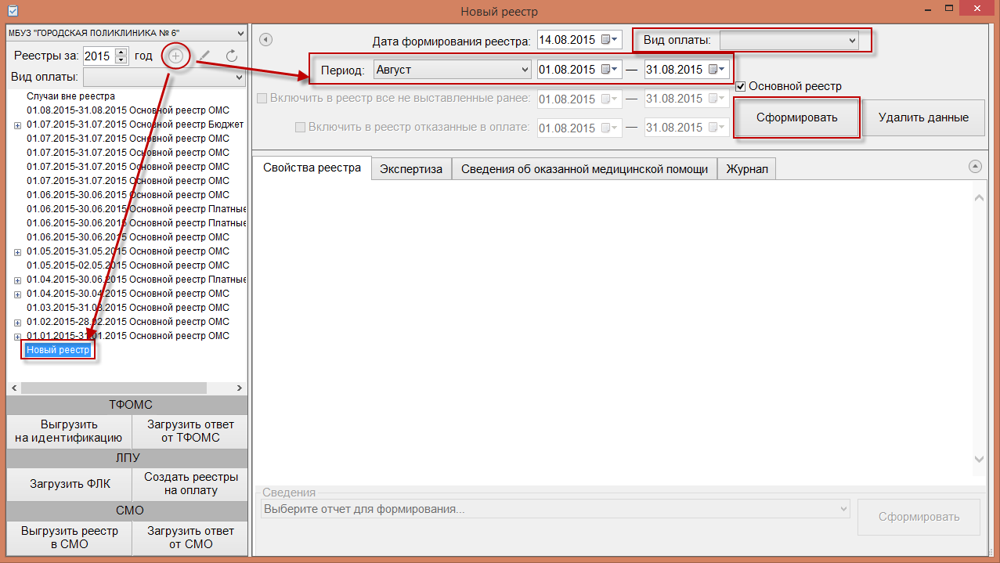 Новый реестр
МБУЗ "ГОРОДСКАЯ ПОЛИКЛИНИКА № 6"
Реестры за: 2015 год
Вид оплаты:
Случаи вне реестра
01.08.2015-31.08.2015 Основной реестр ОМС
01.07.2015-31.07.2015 Основной реестр Бюджет
01.07.2015-31.07.2015 Основной реестр ОМС
01.07.2015-31.07.2015 Основной реестр ОМС
01.07.2015-31.07.2015 Основной реестр ОМС
01.07.2015-31.07.2015 Основной реестр ОМС
01.06.2015-30.06.2015 Основной реестр ОМС
01.06.2015-30.06.2015 Основной реестр Платные
01.06.2015-30.06.2015 Основной реестр Платные
01.06.2015-30.06.2015 Основной реестр ОМС
01.05.2015-31.05.2015 Основной реестр ОМС
01.05.2015-02.05.2015 Основной реестр ОМС
01.04.2015-30.06.2015 Основной реестр Платные
01.04.2015-30.04.2015 Основной реестр ОМС
01.03.2015-31.03.2015 Основной реестр ОМС
01.02.2015-28.02.2015 Основной реестр ОМС
01.01.2015-31.01.2015 Основной реестр ОМС
Новый реестр
ТФОМС
Выгрузить
на идентификацию
Загрузить ответ
от ТФОМС
ЛПУ
Загрузить ФЛК
Создать реестры
на оплату
СМО
Выгрузить реестр
в СМО
Загрузить ответ
от СМО
Дата формирования реестра: 14.08.2015
Вид оплаты:
Период: Август 01.08.2015 — 31.08.2015
Основной реестр
Включить в реестр все не выставленные ранее: 01.08.2015 — 31.08.2015
Включить в реестр отказанные в оплате: 01.08.2015 — 31.08.2015
Сформировать
Удалить данные
Свойства реестра
Экспертиза
Сведения об оказанной медицинской помощи
Журнал
Сведения
Выберите отчет для формирования...
Сформировать